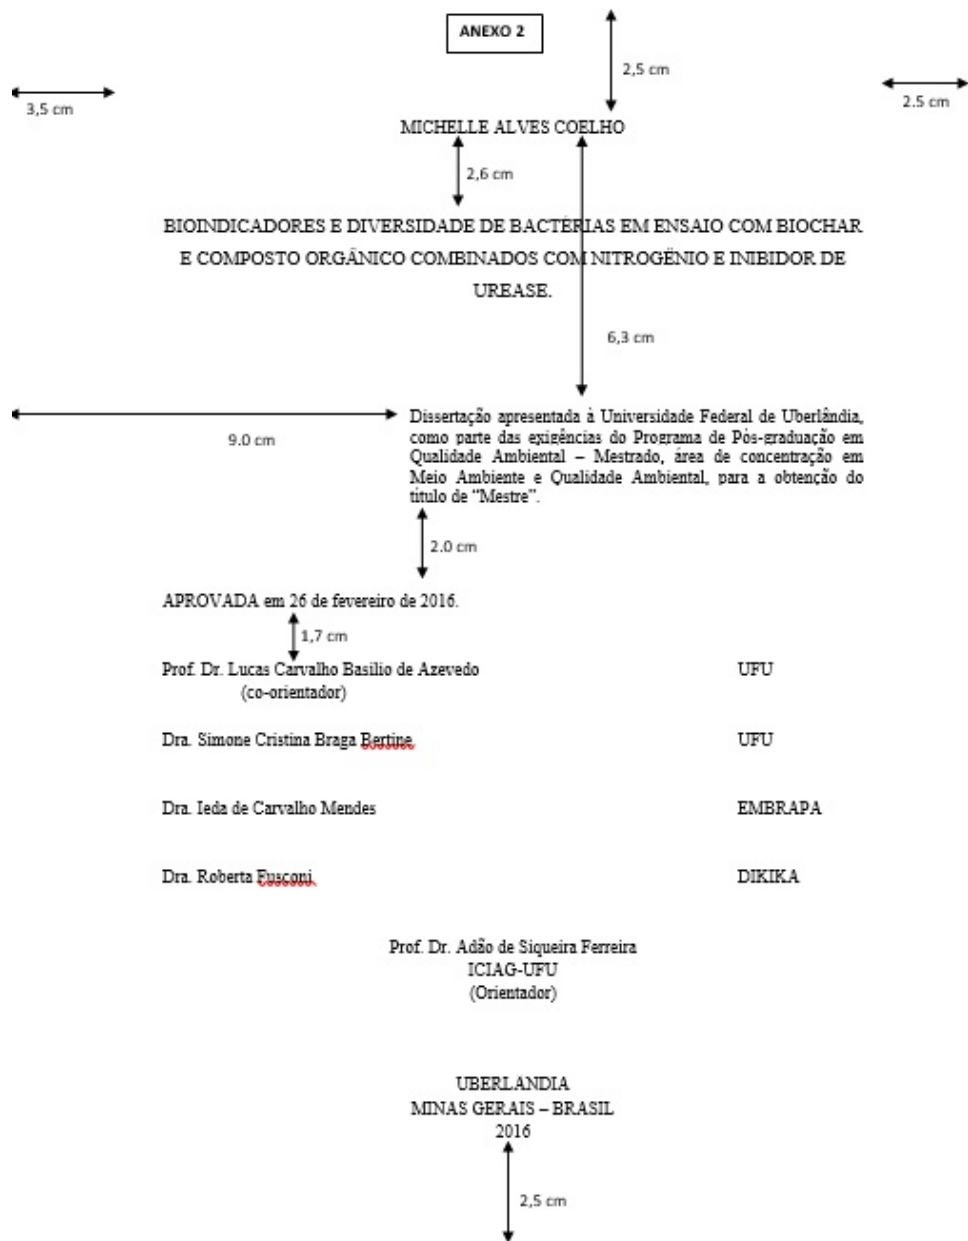 ANEXO 2
2,5 cm
3,5 cm
2.5 cm
MICHELLE ALVES COELHO
2,6 cm
BIOINDICADORES E DIVERSIDADE DE BACTÉRIAS EM ENSAIO COM BIOCHAR
E COMPOSTO ORGÂNICO COMBINADOS COM NITROGÊNIO E INIBIDOR DE
UREASE.
6,3 cm
9.0 cm
Dissertação apresentada à Universidade Federal de Uberlândia,
como parte das exigências do Programa de Pós-graduação em
Qualidade Ambiental – Mestrado, área de concentração em
Meio Ambiente e Qualidade Ambiental, para a obtenção do
título de “Mestre”.
2.0 cm
APROVADA em 26 de fevereiro de 2016.
1,7 cm
Prof. Dr. Lucas Carvalho Basilio de Azevedo UFU
(co-orientador)
Dra. Simone Cristina Braga Bertine UFU
Dra. Ieda de Carvalho Mendes EMBRAPA
Dra. Roberta Fusconi DIKIKA
Prof. Dr. Adão de Siqueira Ferreira
ICIAG-UFU
(Orientador)
UBERLANDIA
MINAS GERAIS – BRASIL
2016
2,5 cm